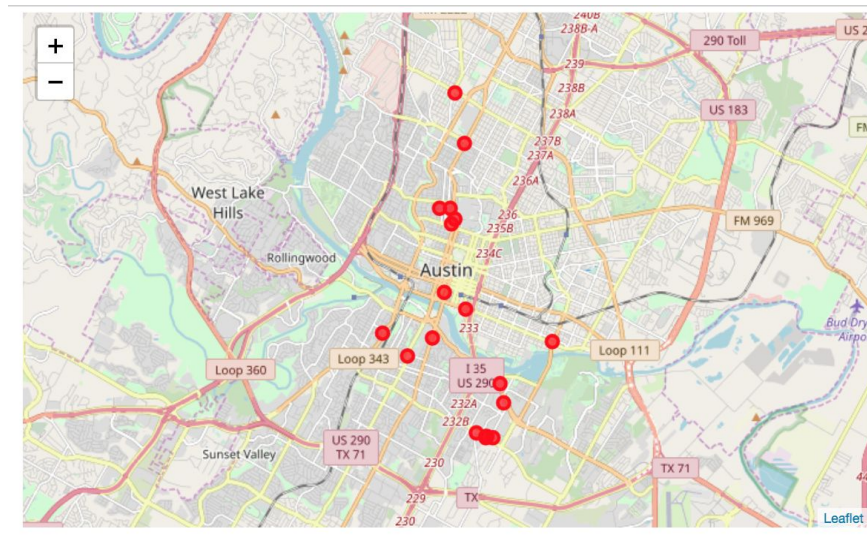 +
−
240B
238B-A
290 Toll
US 2
239
238B
US 183
238A
237B
237A
236A
West Lake
Hills
236
FM 969
235B
234C
Rollingwood
Austin
233
Loop 111
Loop 343
Loop 360
I 35
US 290
232A
232B
US 290
TX 71
Sunset Valley
230
TX 71
229
TX
230
Leaflet